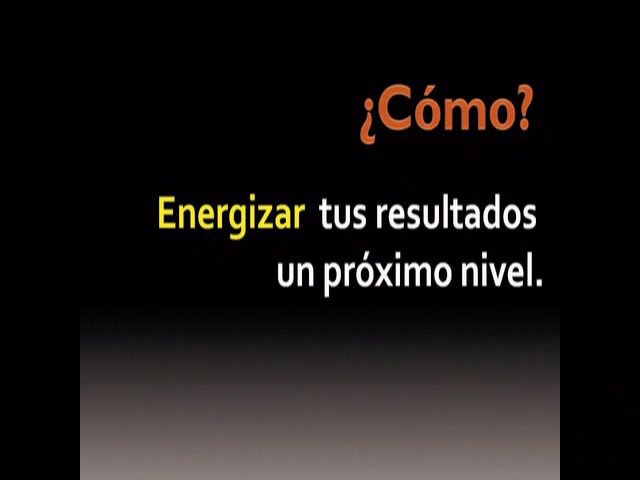 ¿Cómo?
Energizar tus resultados
un próximo nivel.